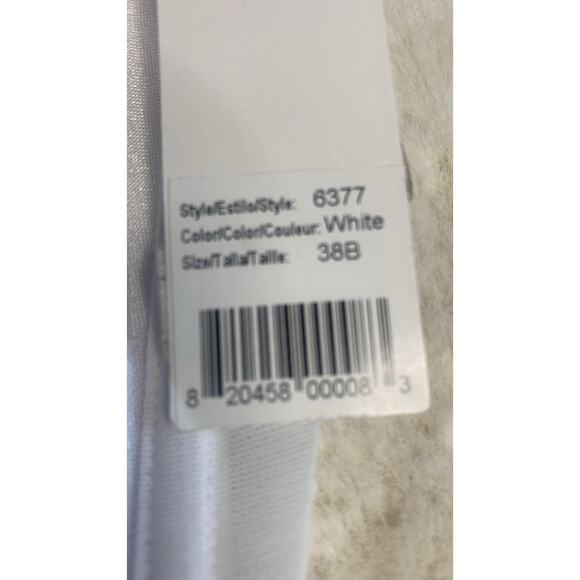 Style/Estilo/Style: 6377
Color/Color/Couleur: White
Size/Talla/Taille: 38B
8 20458 00008 3